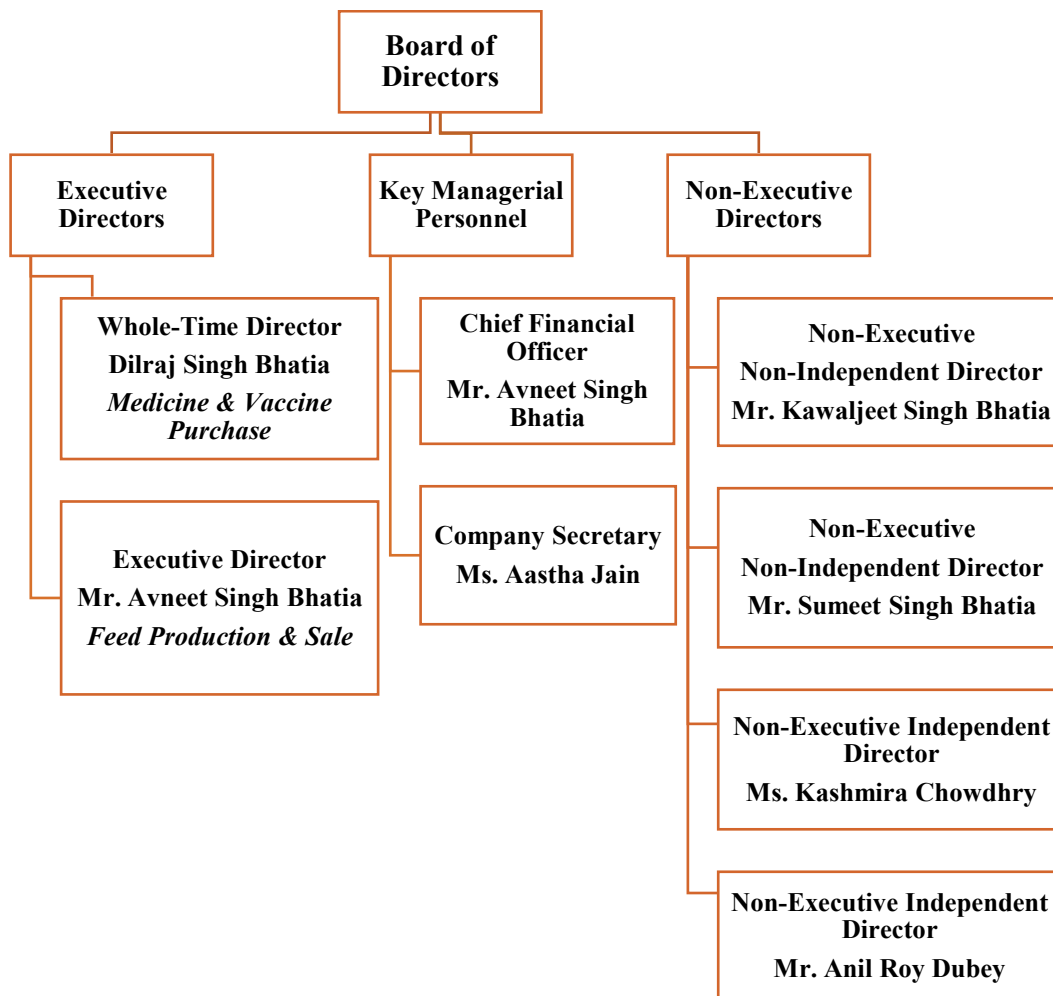 Board of
Directors
Executive
Directors
Key Managerial
Personnel
Non-Executive
Directors
Whole-Time Director
Dilraj Singh Bhatia
Medicine & Vaccine
Purchase
Executive Director
Mr. Avneet Singh Bhatia
Feed Production & Sale
Chief Financial
Officer
Mr. Avneet Singh
Bhatia
Company Secretary
Ms. Aastha Jain
Non-Executive
Non-Independent Director
Mr. Kawaljeet Singh Bhatia
Non-Executive
Non-Independent Director
Mr. Sumeet Singh Bhatia
Non-Executive Independent
Director
Ms. Kashmira Chowdhry
Non-Executive Independent
Director
Mr. Anil Roy Dubey